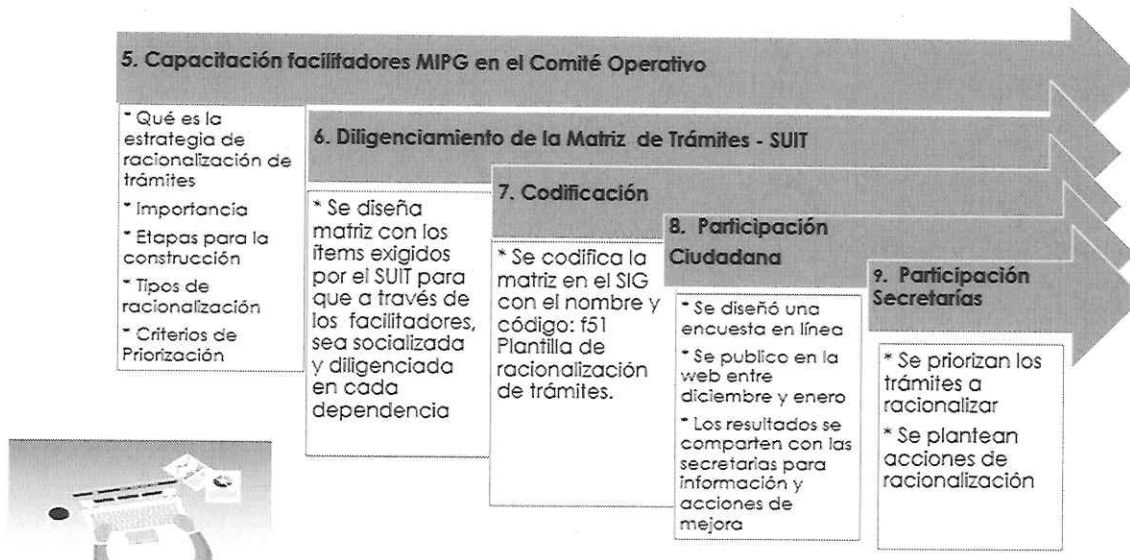 5. Capacitación facilitadores MIPG en el Comité Operativo
* Qué es la
estrategia de
racionalización de
trámites
* Importancia
* Etapas para la
construcción
* Tipos de
racionalización
* Criterios de
Priorización
6. Diligenciamiento de la Matriz de Trámites - SUIT
* Se diseña
matriz con los
ítems exigidos
por el SUIT para
que a través de
los facilitadores,
sea socializada
y diligenciada
en cada
dependencia
7. Codificación
* Se codifica la
matriz en el SIG
con el nombre y
código: f51
Plantilla de
racionalización
de trámites.
8. Participación
Ciudadana
* Se diseñó una
encuesta en línea
* Se publico en la
web entre
diciembre y enero
* Los resultados se
comparten con las
secretarias para
información y
acciones de
mejora
9. Participación
Secretarías
* Se priorizan los
trámites a
racionalizar
* Se plantean
acciones de
racionalización